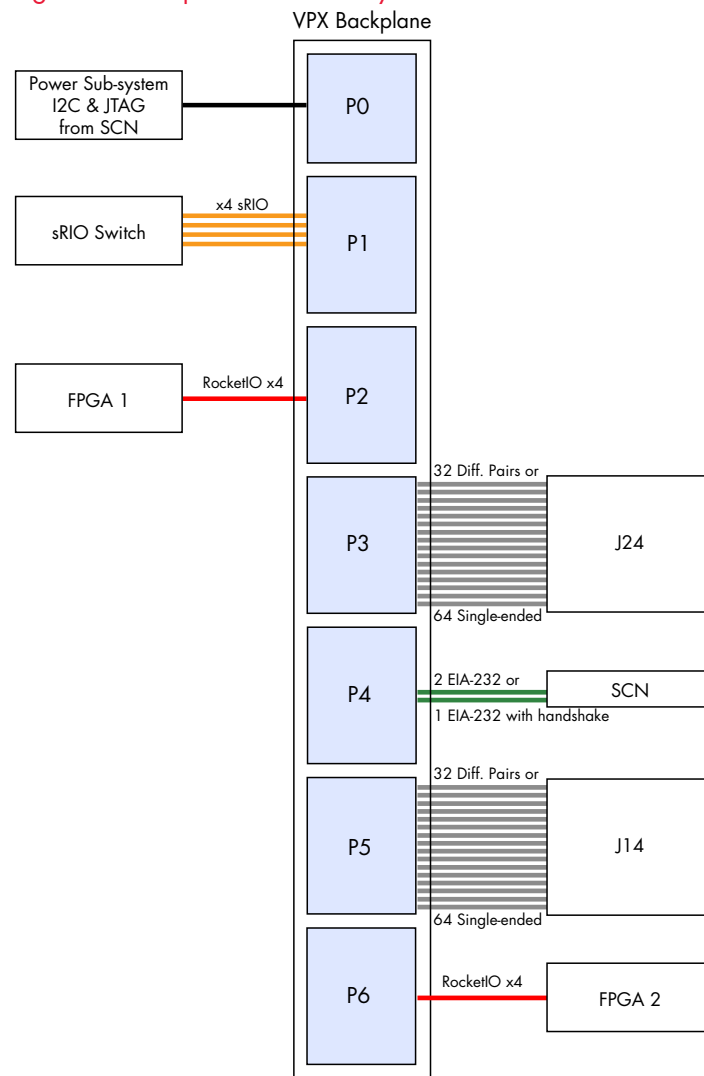 VPX Backplane
Power Sub-system
I2C & JTAG
from SCN
P0
x4 sRIO
sRIO Switch
P1
RocketIO x4
FPGA 1
P2
32 Diff. Pairs or
P3
J24
64 Single-ended
2 EIA-232 or
P4
SCN
1 EIA-232 with handshake
32 Diff. Pairs or
P5
J14
64 Single-ended
RocketIO x4
P6
FPGA 2